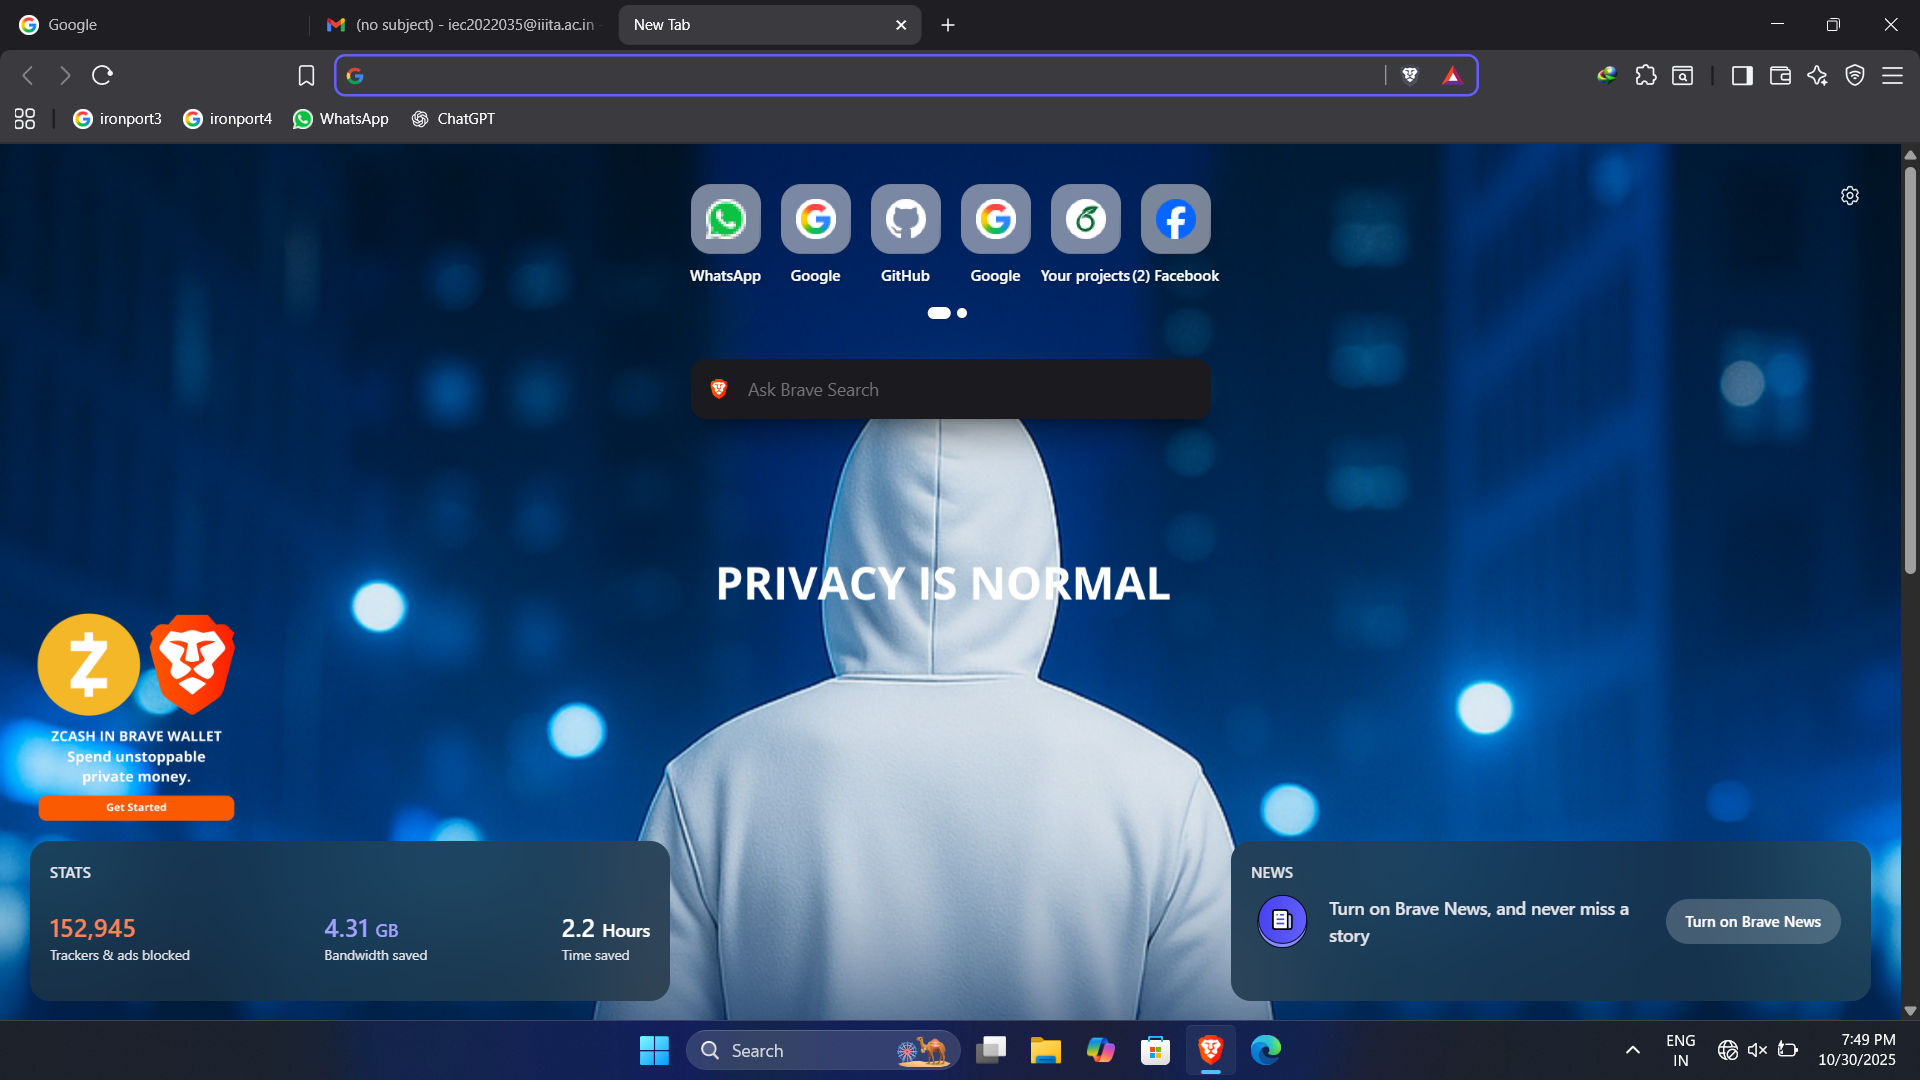 Google
(no subject) - iec2022035@iiita.ac.in -
New Tab
ironport3
ironport4
WhatsApp
ChatGPT
WhatsApp
Google
GitHub
Google
Your projects
(2) Facebook
Ask Brave Search
PRIVACY IS NORMAL
ZCASH IN BRAVE WALLET
Spend unstoppable
private money.
Get Started
STATS
152,945
Trackers & ads blocked
4.31 GB
Bandwidth saved
2.2 Hours
Time saved
NEWS
Turn on Brave News, and never miss a
story
Turn on Brave News
Search
ENG
IN
7:49 PM
10/30/2025